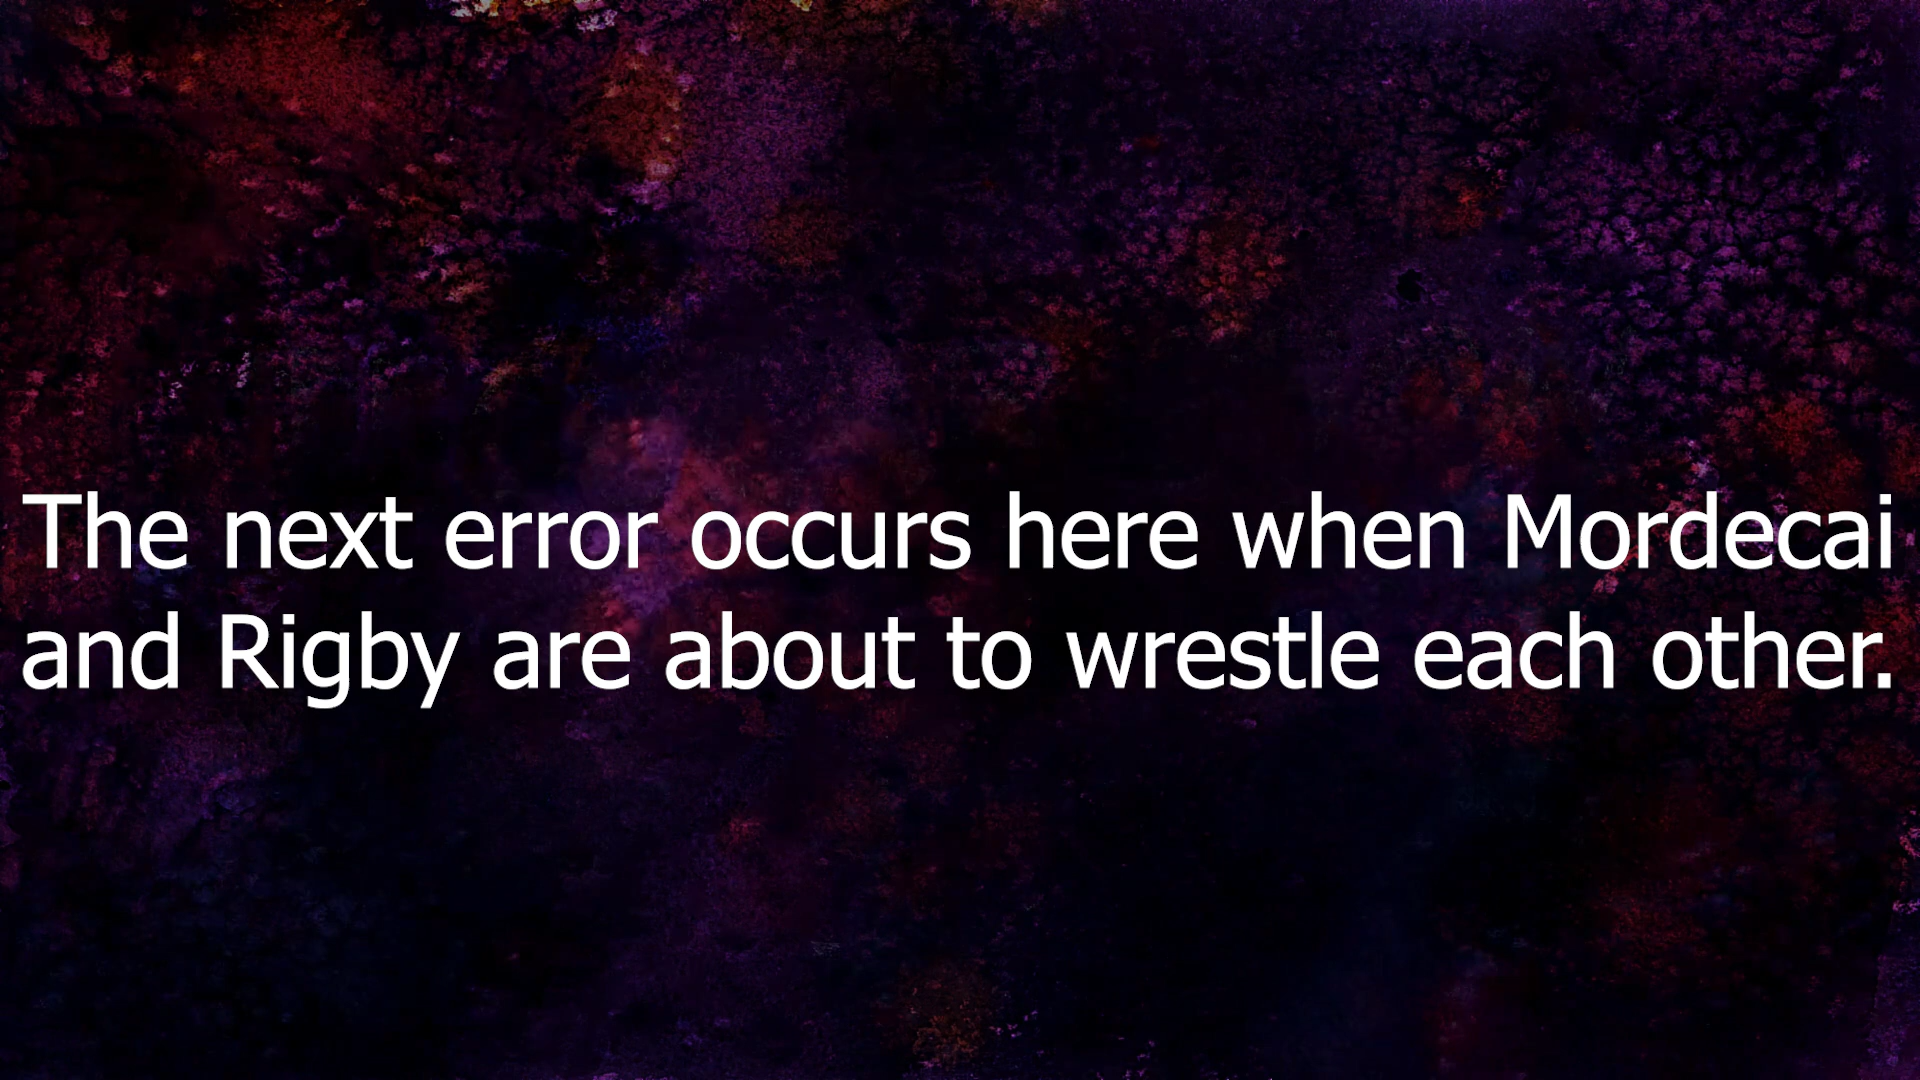 The next error occurs here when Mordecai
and Rigby are about to wrestle each other.